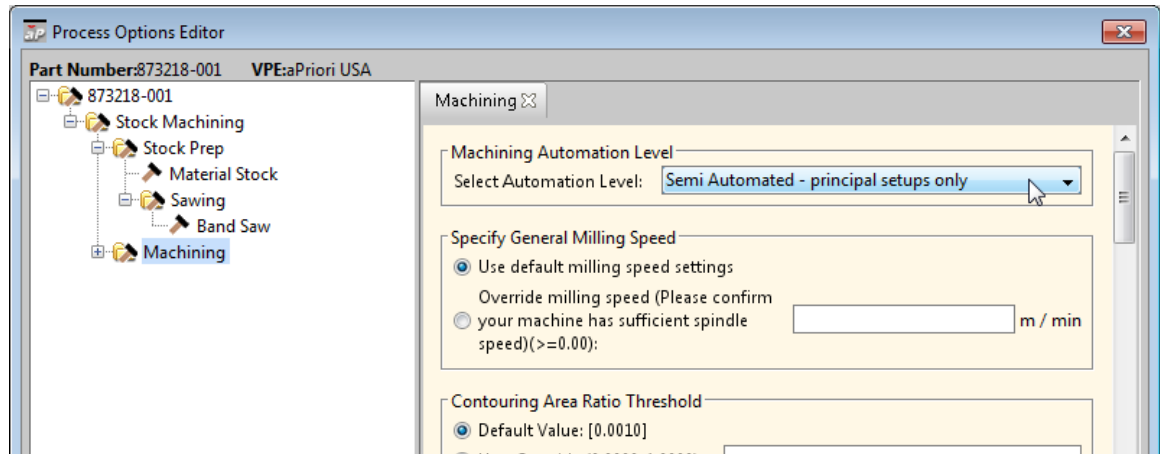 aP Process Options Editor
Part Number:873218-001 VPE:aPriori USA
873218-001
Stock Machining
Stock Prep
Material Stock
Sawing
Band Saw
Machining
Machining
Machining Automation Level
Select Automation Level: Semi Automated - principal setups only
Specify General Milling Speed
Use default milling speed settings
Override milling speed (Please confirm
your machine has sufficient spindle m / min
speed)(>=0.00):
Contouring Area Ratio Threshold
Default Value: [0.0010]